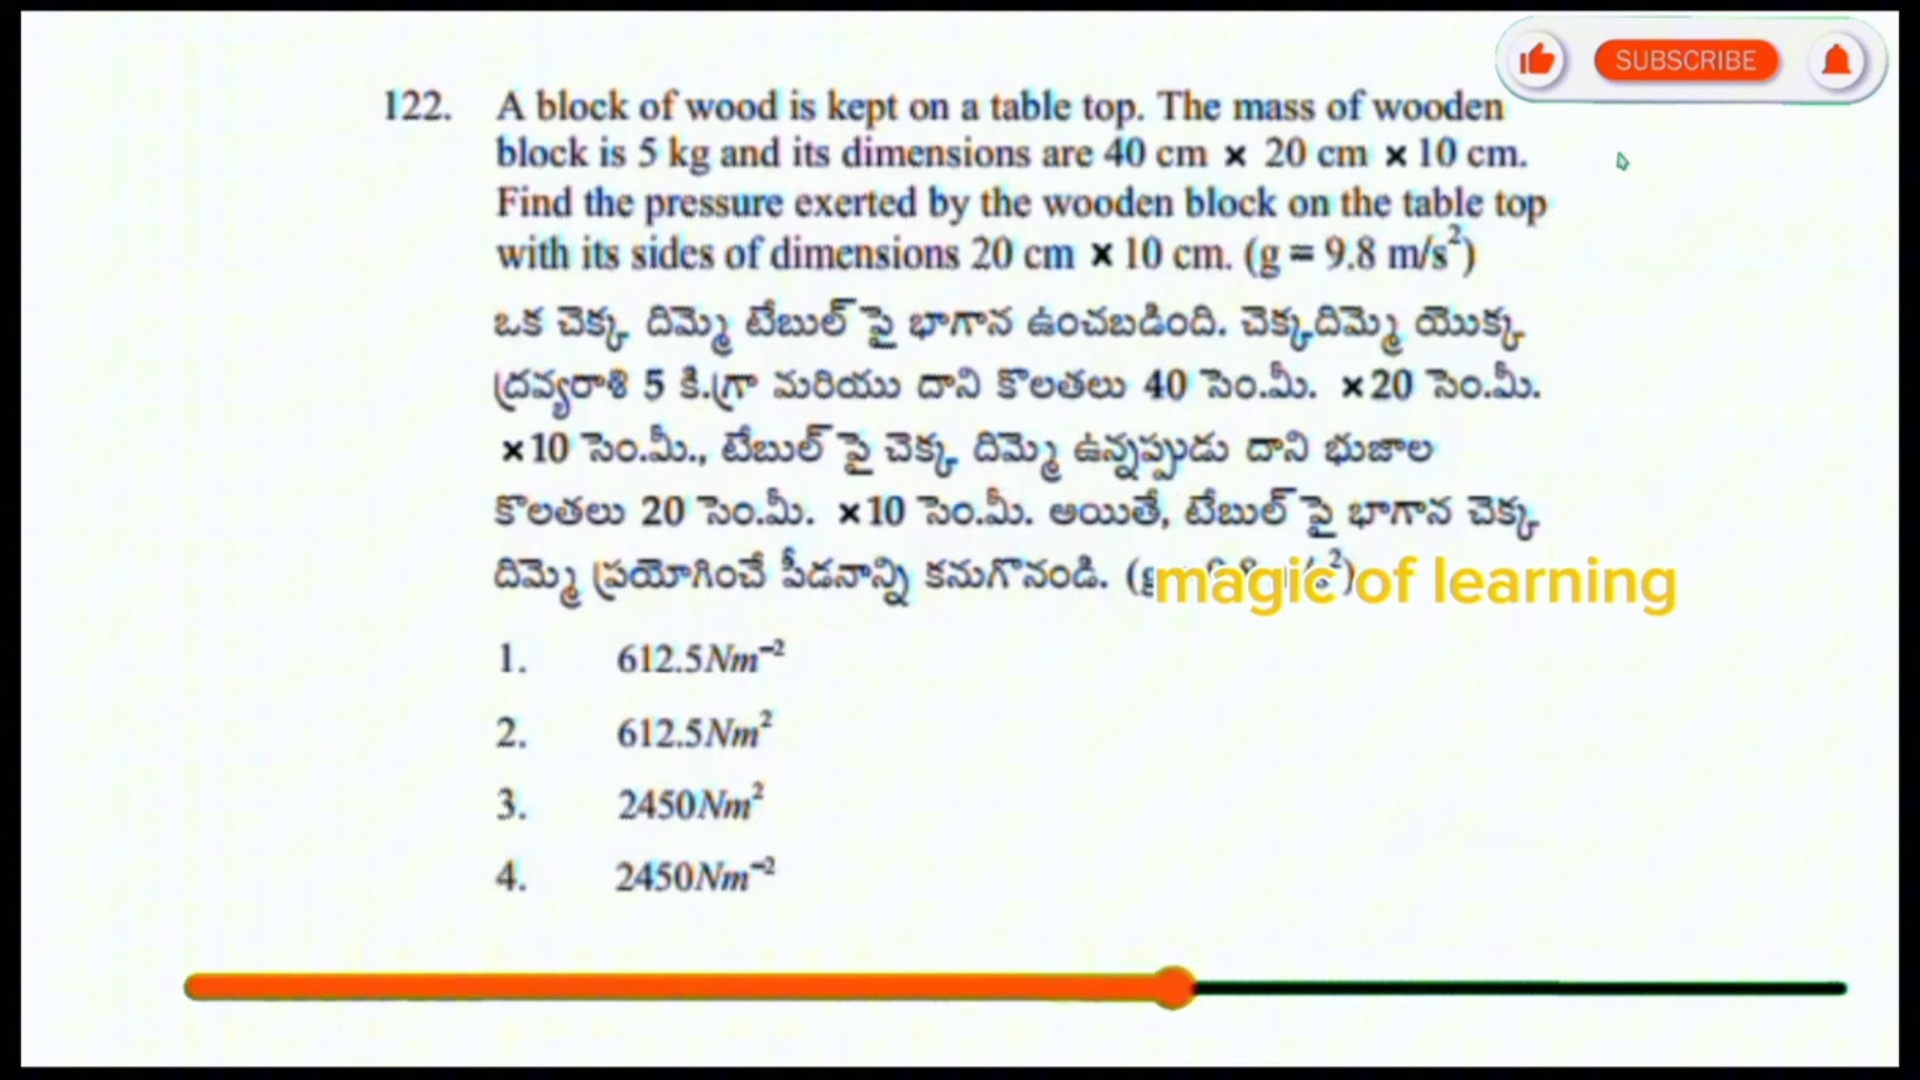 SUBSCRIBE
122. A block of wood is kept on a table top. The mass of wooden
block is 5 kg and its dimensions are 40 cm × 20 cm × 10 cm.
Find the pressure exerted by the wooden block on the table top
with its sides of dimensions 20 cm × 10 cm. (g = 9.8 m/s²)
ఒక చెక్క దిమ్మె టేబుల్ పై భాగాన ఉంచబడింది. చెక్కదిమ్మె యొక్క
ద్రవ్యరాశి 5 కి.గ్రా మరియు దాని కొలతలు 40 సెం.మీ. ×20 సెం.మీ.
×10 సెం.మీ., టేబుల్ పై చెక్క దిమ్మె ఉన్నప్పుడు దాని భుజాల
కొలతలు 20 సెం.మీ. ×10 సెం.మీ. అయితే, టేబుల్ పై భాగాన చెక్క
దిమ్మె ప్రయోగించే పీడనాన్ని కనుగొనండి.
magic of learning
1. 612.5Nm⁻²
2. 612.5Nm²
3. 2450Nm²
4. 2450Nm⁻²